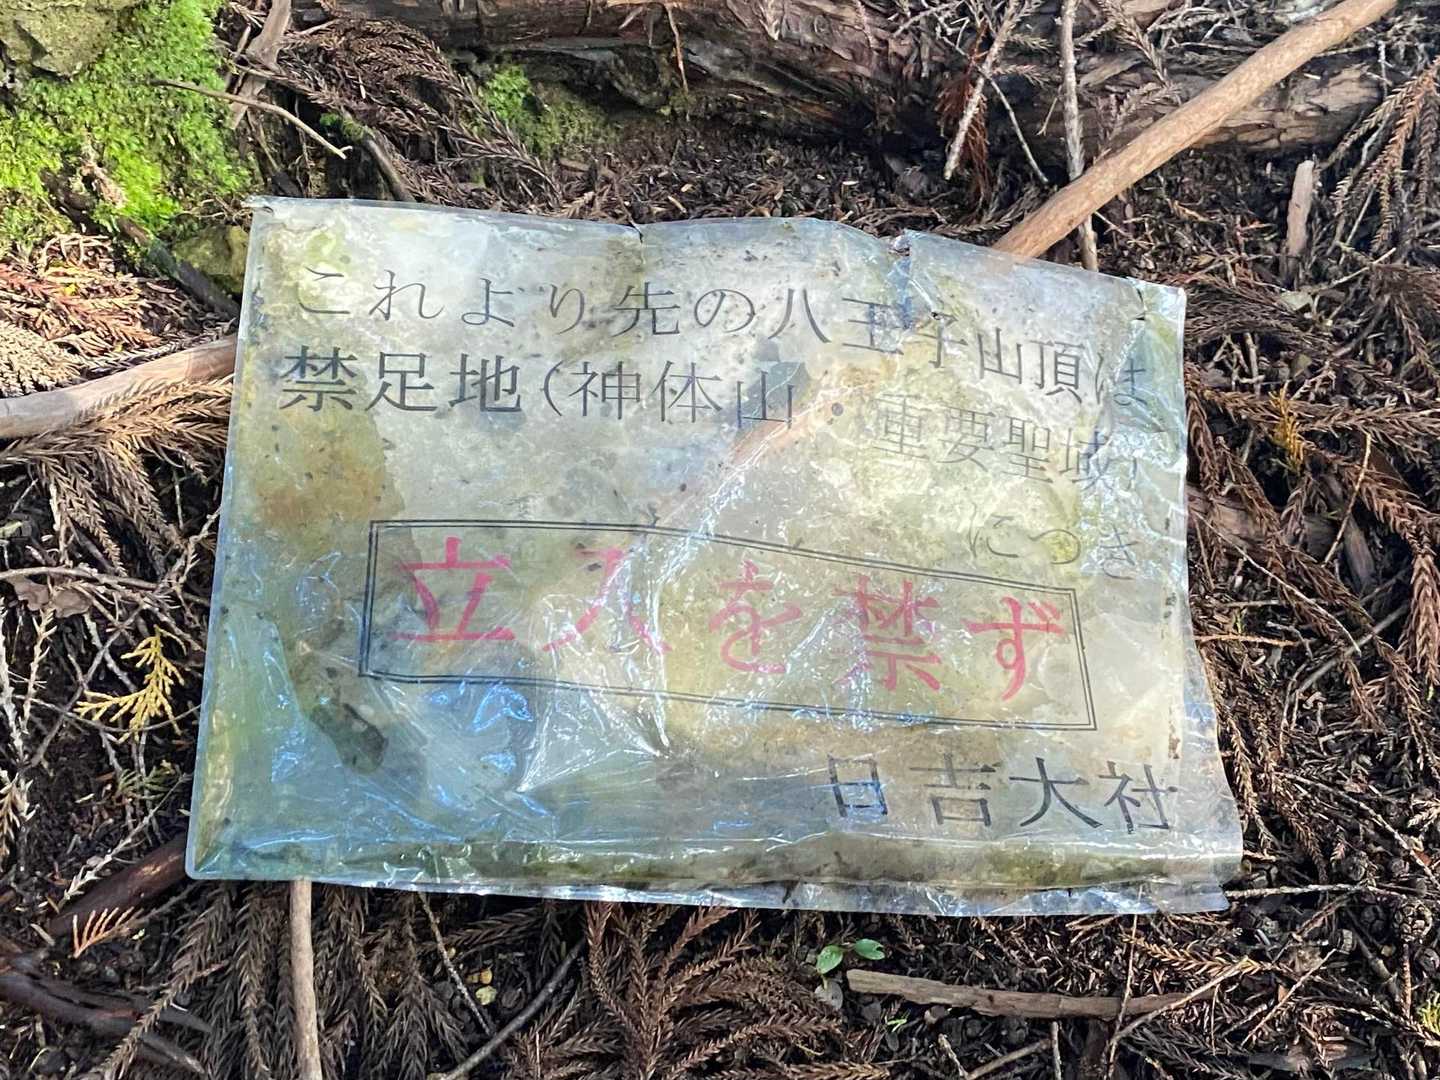 これより先の八王子山頂は
禁足地(神体山・重要聖域)
につき
立入を禁ず
日吉大社